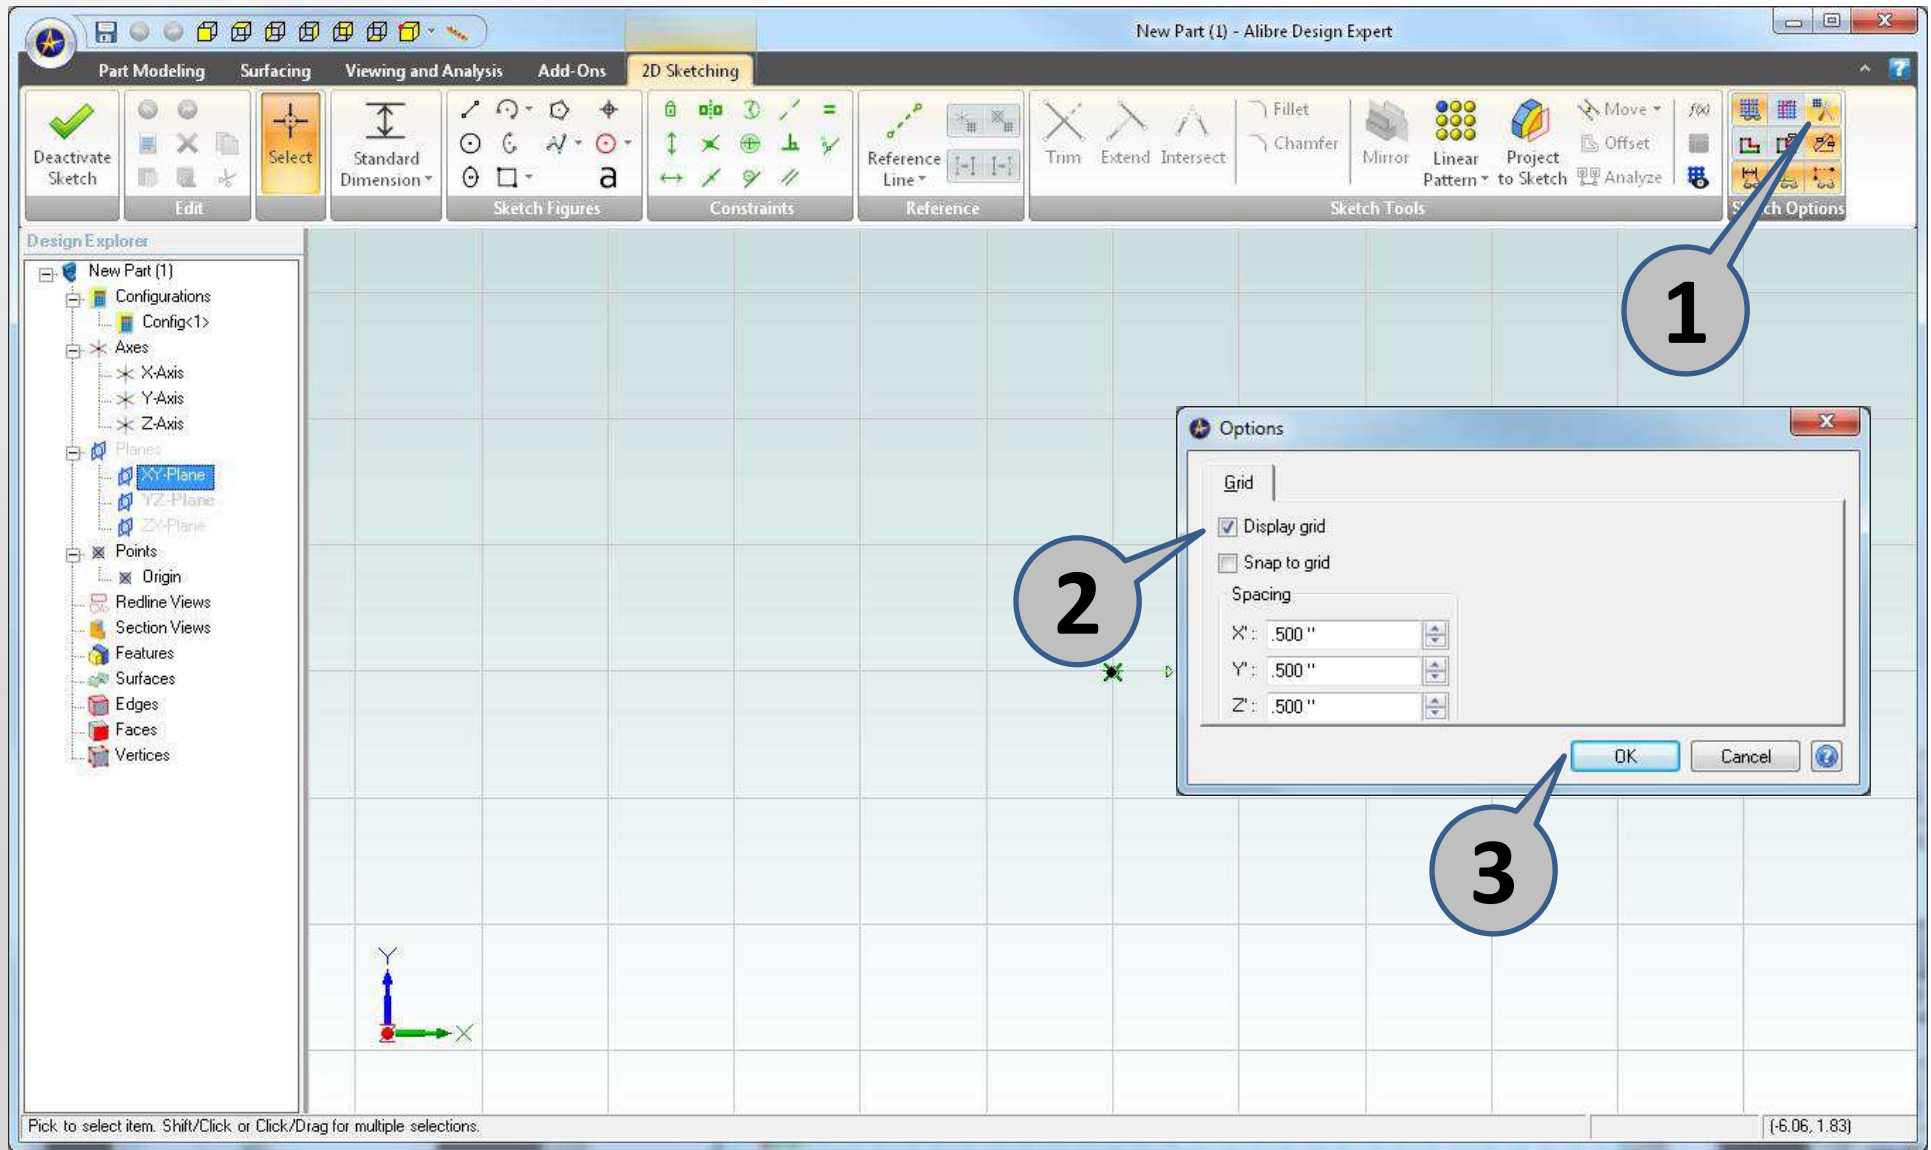 New Part (1) - Alibre Design Expert
Part Modeling Surfacing Viewing and Analysis Add-Ons 2D Sketching
Deactivate Sketch
Edit
Select
Standard Dimension
a
Sketch Figures
Constraints
Reference Line
Reference
Trim Extend Intersect
Fillet
Chamfer
Mirror
Linear Pattern
Project to Sketch
Move
Offset
Analyze
f(x)
Sketch Tools
ch Options
1
Design Explorer
New Part (1)
Configurations
Config<1>
Axes
X-Axis
Y-Axis
Z-Axis
Planes
XY-Plane
YZ-Plane
ZX-Plane
Points
Origin
Redline Views
Section Views
Features
Surfaces
Edges
Faces
Vertices
Options
Grid
Display grid
Snap to grid
Spacing
X' : .500 "
Y' : .500 "
Z' : .500 "
OK Cancel
2
3
Y
X
Z
Pick to select item. Shift/Click or Click/Drag for multiple selections.
(-6.06, 1.83)